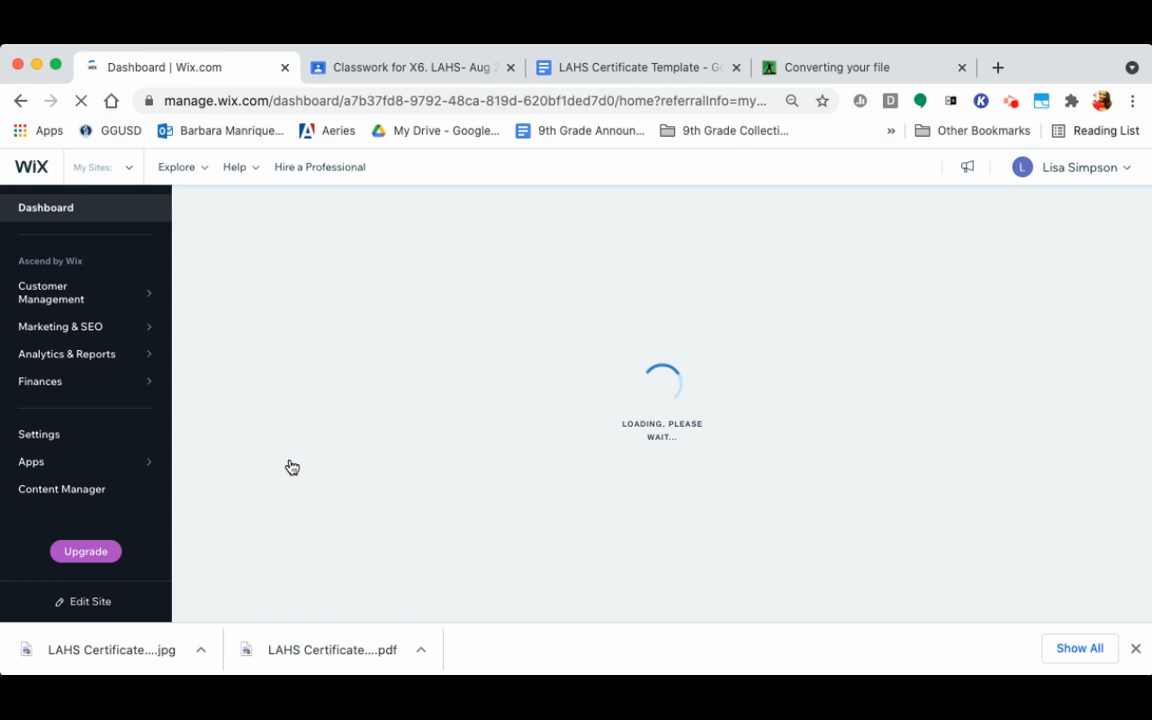 Dashboard | Wix.com
Classwork for X6. LAHS- Aug 2
LAHS Certificate Template - Go
Converting your file
manage.wix.com/dashboard/a7b37fd8-9792-48ca-819d-620bf1ded7d0/home?referralInfo=my...
Apps
GGUSD
Barbara Manrique...
Aeries
My Drive - Google...
9th Grade Announ...
9th Grade Collecti...
»
Other Bookmarks
Reading List
WiX
My Sites:
Explore
Help
Hire a Professional
L
Lisa Simpson
Dashboard
Ascend by Wix
Customer
Management
Marketing & SEO
Analytics & Reports
Finances
Settings
Apps
Content Manager
Upgrade
Edit Site
LOADING, PLEASE
WAIT...
LAHS Certificate....jpg
LAHS Certificate....pdf
Show All